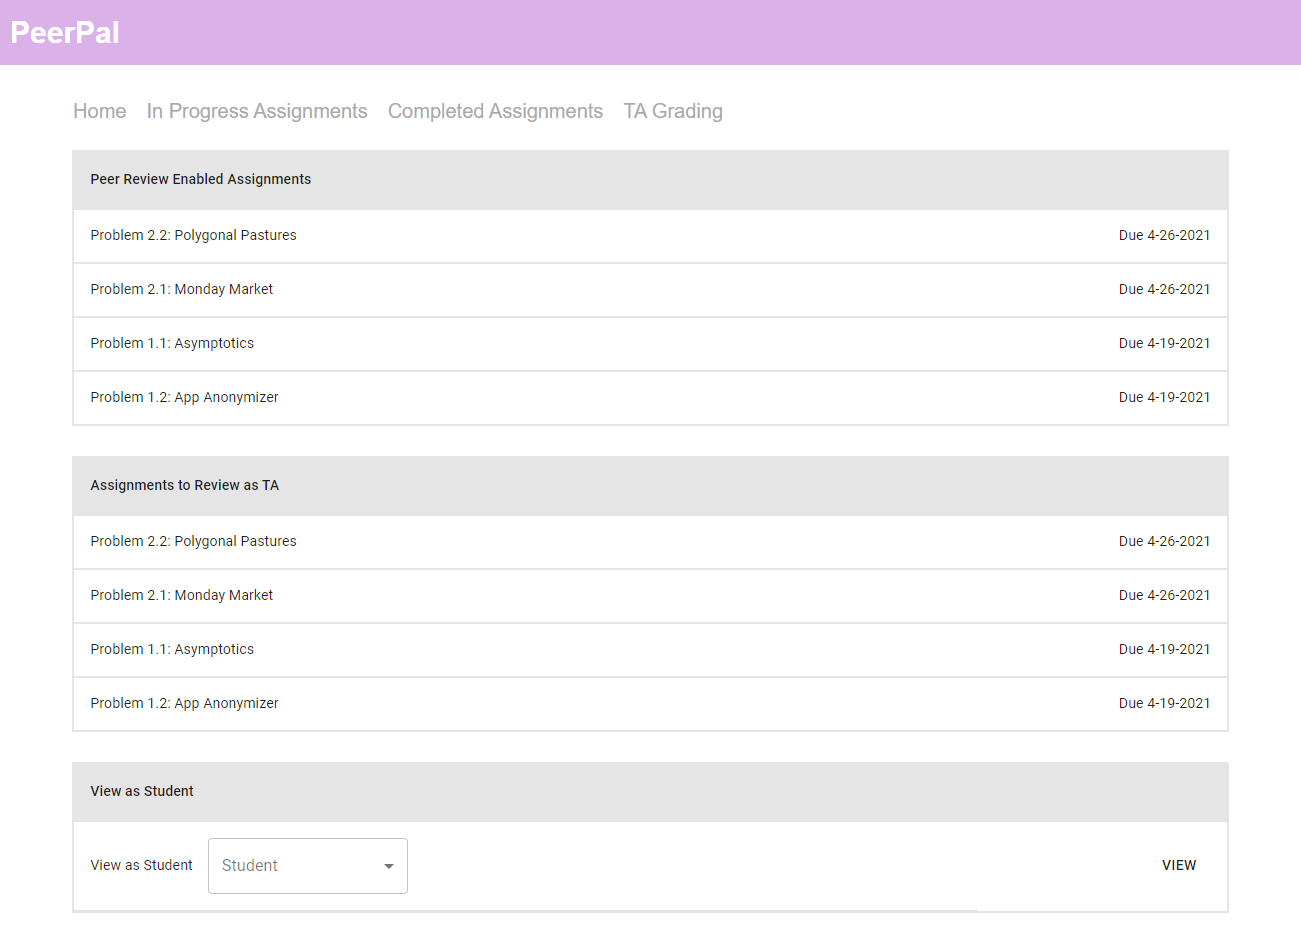 PeerPal
Home In Progress Assignments Completed Assignments TA Grading
Peer Review Enabled Assignments
Problem 2.2: Polygonal Pastures Due 4-26-2021
Problem 2.1: Monday Market Due 4-26-2021
Problem 1.1: Asymptotics Due 4-19-2021
Problem 1.2: App Anonymizer Due 4-19-2021
Assignments to Review as TA
Problem 2.2: Polygonal Pastures Due 4-26-2021
Problem 2.1: Monday Market Due 4-26-2021
Problem 1.1: Asymptotics Due 4-19-2021
Problem 1.2: App Anonymizer Due 4-19-2021
View as Student
View as Student Student VIEW